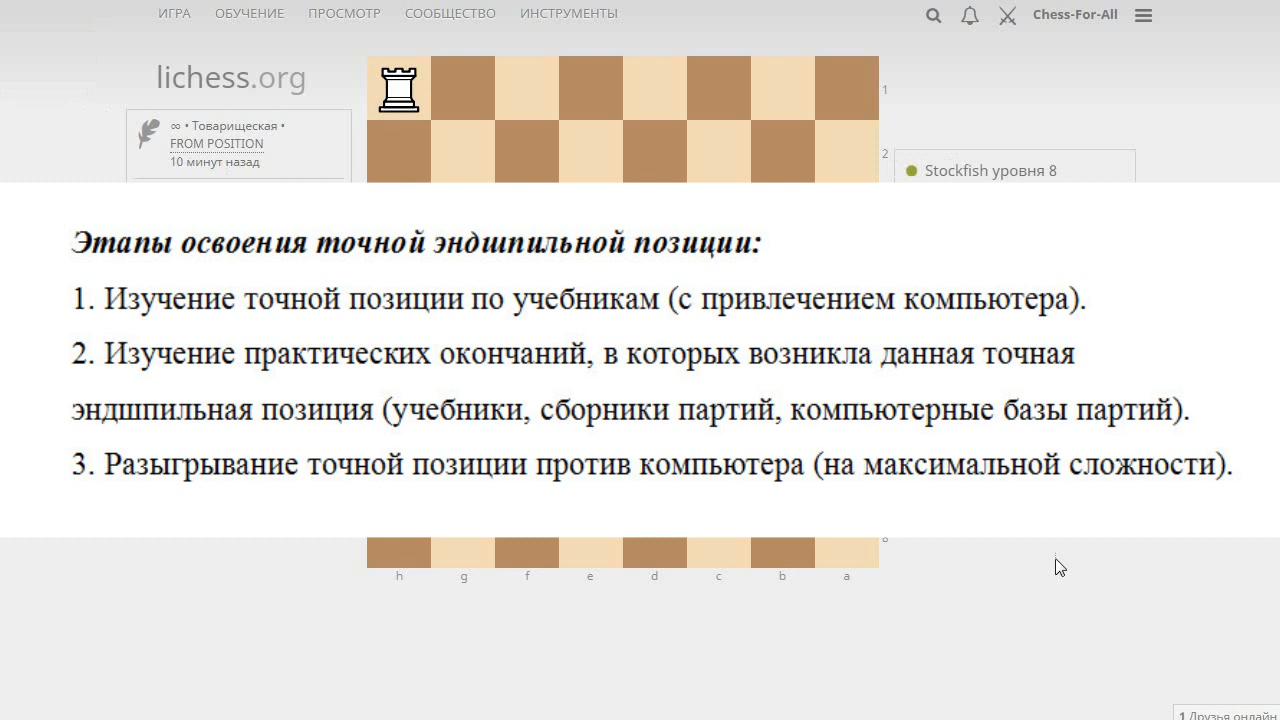 ИГРА ОБУЧЕНИЕ ПРОСМОТР СООБЩЕСТВО ИНСТРУМЕНТЫ Chess-For-All
lichess.org
∞ • Товарищеская •
FROM POSITION
10 минут назад
1
2
Stockfish уровня 8
Этапы освоения точной эндшпильной позиции:
1. Изучение точной позиции по учебникам (с привлечением компьютера).
2. Изучение практических окончаний, в которых возникла данная точная
эндшпильная позиция (учебники, сборники партий, компьютерные базы партий).
3. Разыгрывание точной позиции против компьютера (на максимальной сложности).
h g f e d c b a
1 Друзья онлайн